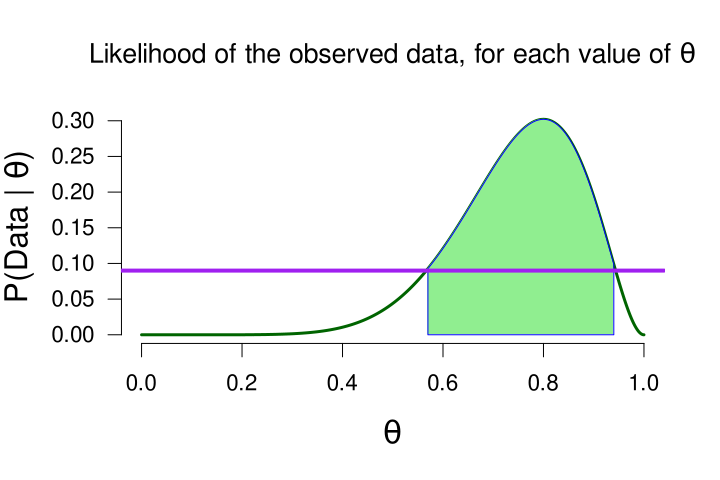 Likelihood of the observed data, for each value of θ
P(Data | θ)
0.30
0.25
0.20
0.15
0.10
0.05
0.00
0.0 0.2 0.4 0.6 0.8 1.0
θ